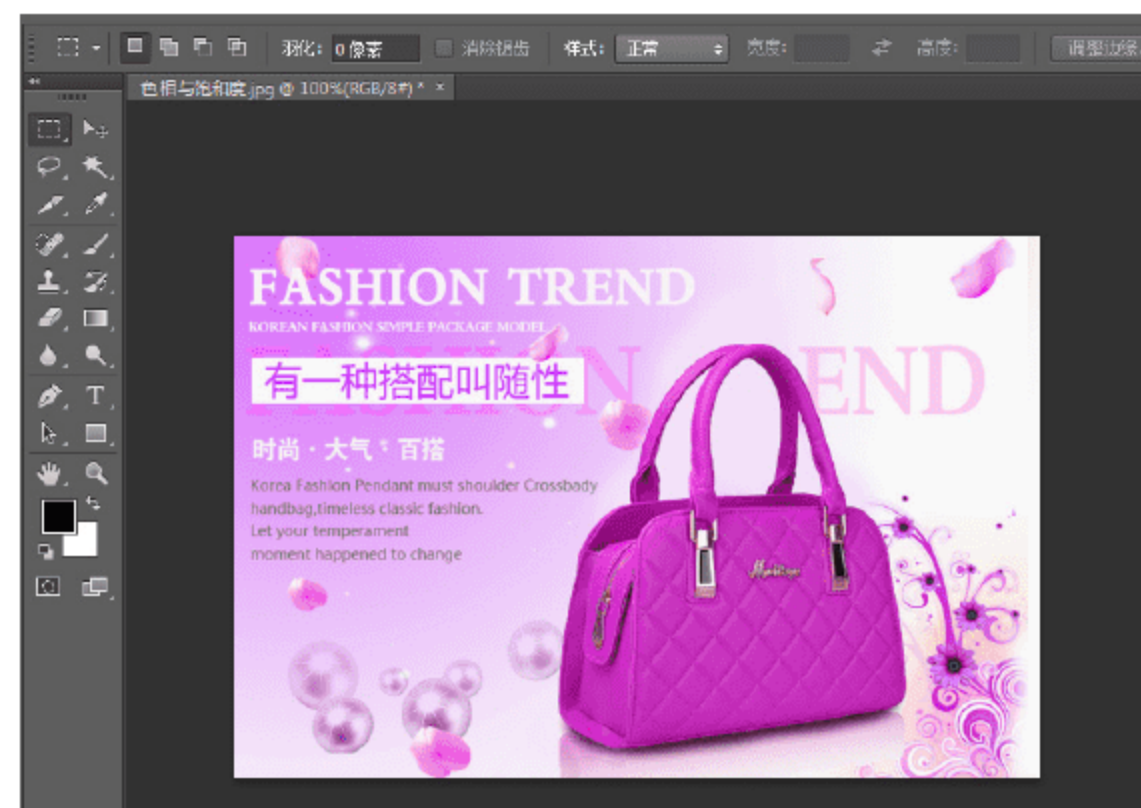 羽化: 0 像素 消除锯齿 样式: 正常 宽度: 高度: 调整边缘
色相与饱和度.jpg @ 100%(RGB/8#) * ×
FASHION TREND
KOREAN FASHION SIMPLE PACKAGE MODEL
FASHION TREND
有一种搭配叫随性
时尚·大气·百搭
Korea Fashion Pendant must shoulder Crossbady
handbag,timeless classic fashion.
Let your temperament
moment happened to change
T